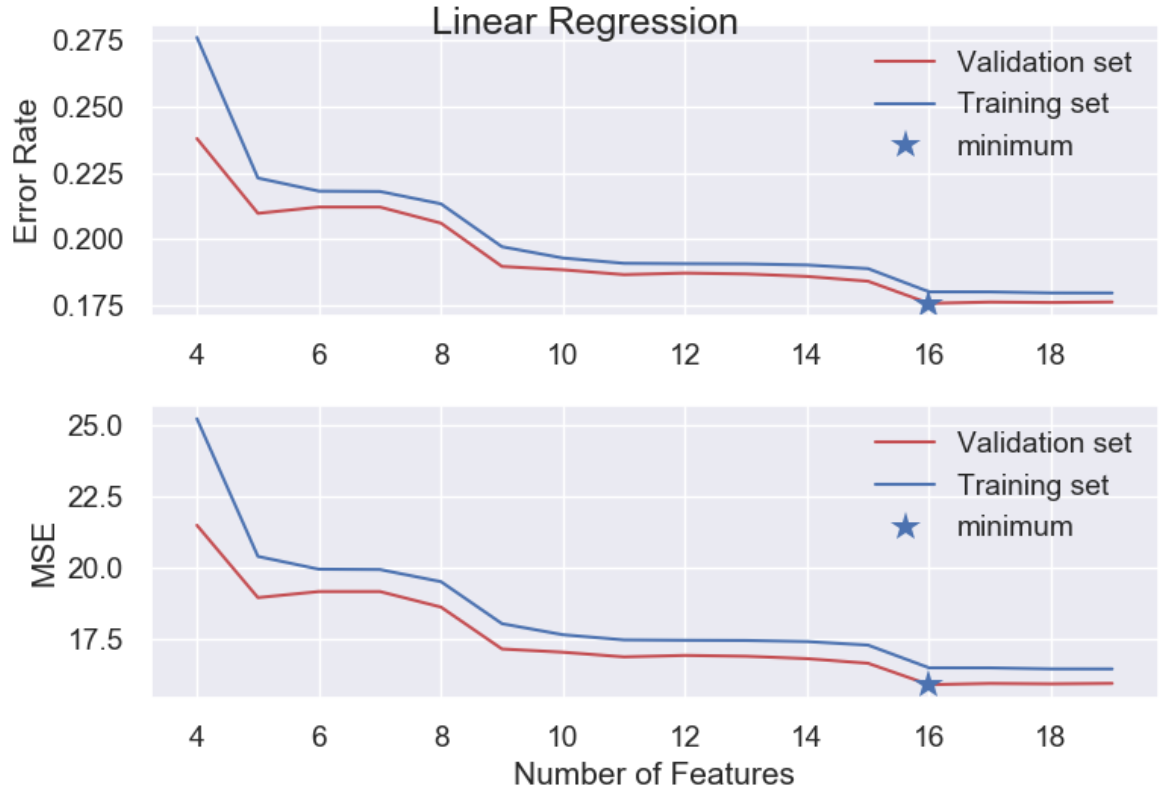 Linear Regression
Error Rate
0.275
0.250
0.225
0.200
0.175
Validation set
Training set
minimum
4 6 8 10 12 14 16 18
MSE
25.0
22.5
20.0
17.5
Validation set
Training set
minimum
4 6 8 10 12 14 16 18
Number of Features